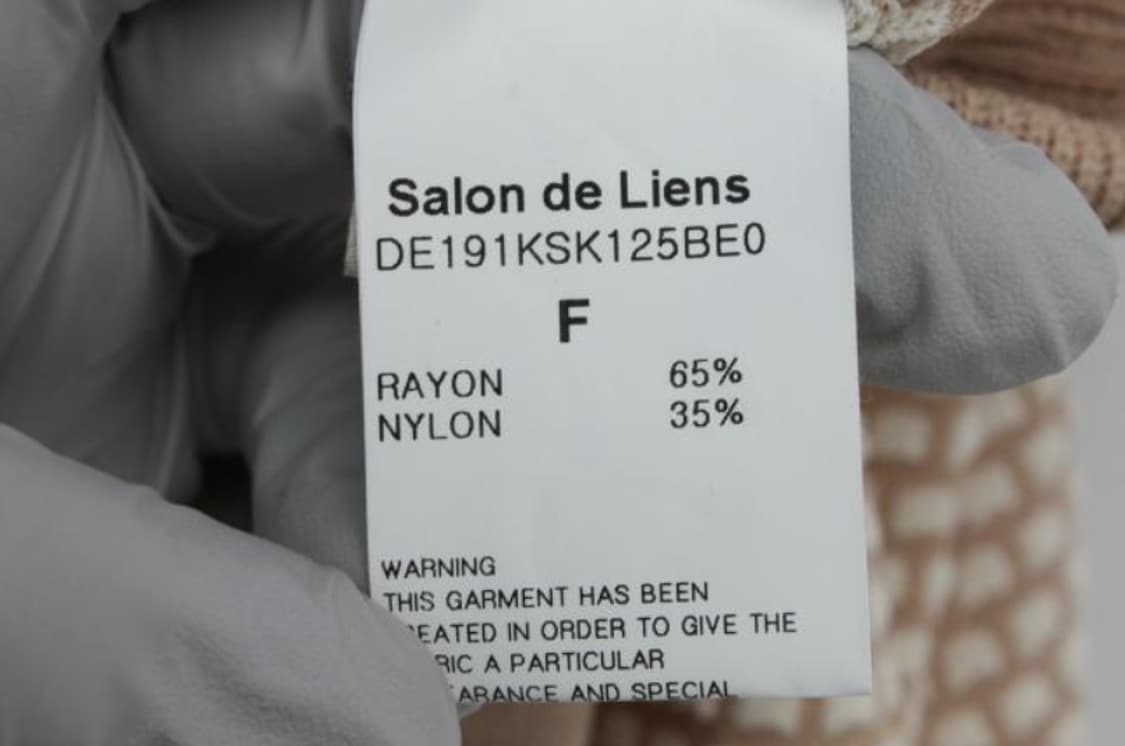 Salon de Liens
DE191KSK125BE0
F
RAYON 65%
NYLON 35%
WARNING
THIS GARMENT HAS BEEN
IN ORDER TO GIVE THE
A PARTICULAR
AND SPECIAL